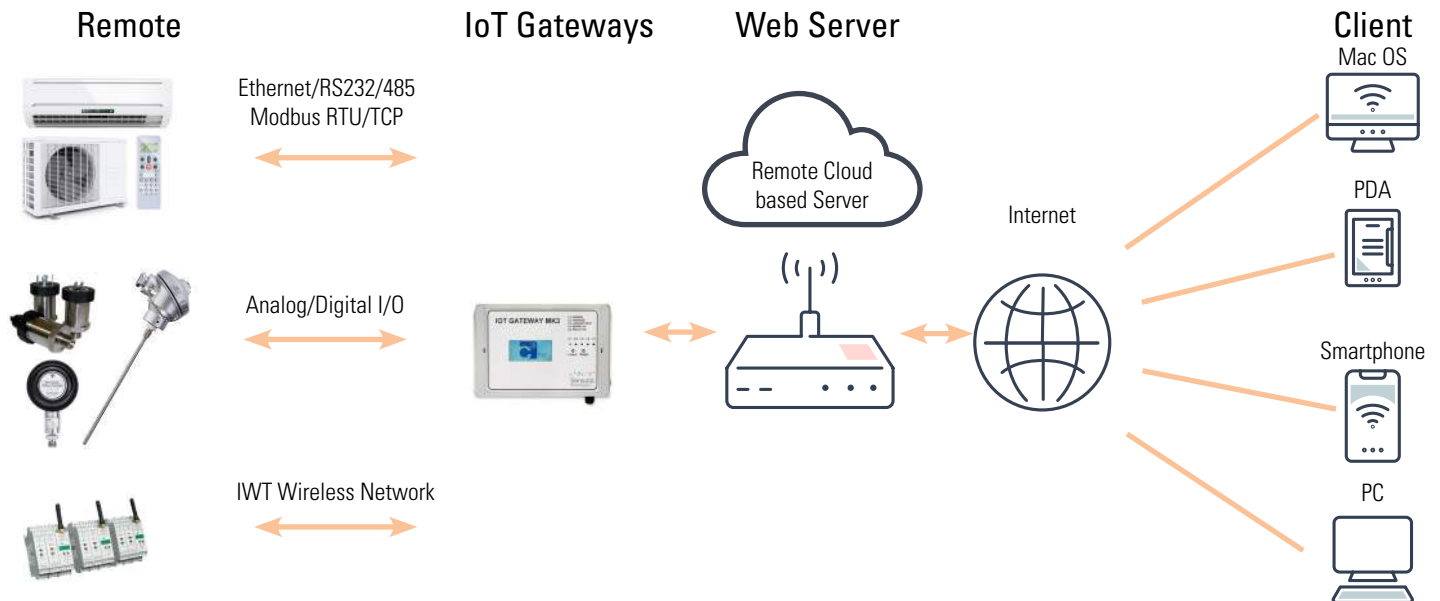 Remote
IoT Gateways
Web Server
Client
Mac OS
Ethernet/RS232/485
Modbus RTU/TCP
Remote Cloud
based Server
PDA
Internet
Analog/Digital I/O
IOT GATEWAY MK3
Smartphone
IWT Wireless Network
PC